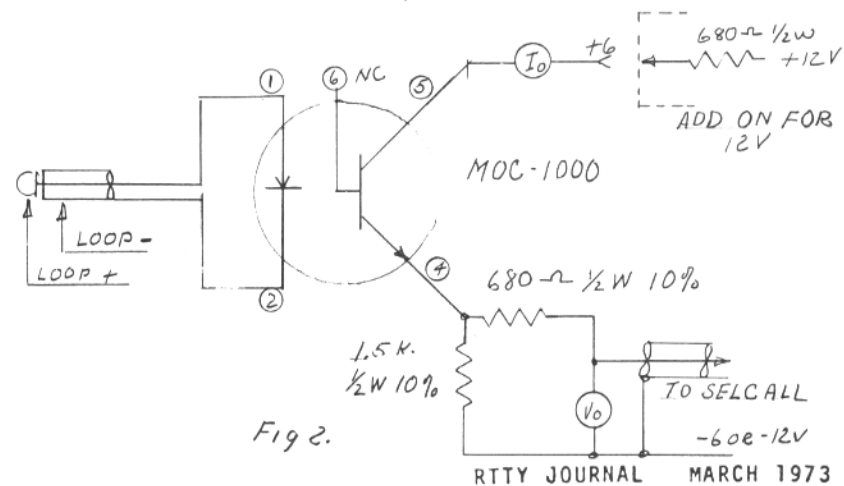 680Ω ½W
+12V
+6
I₀
ADD ON FOR
12V
① 
⑥ NC
⑤
MOC-1000
LOOP -
LOOP +
②
④
680Ω ½W 10%
1.5K.
½W 10%
V₀
TO SELCALL
-6 OR -12V
Fig 2.
RTTY JOURNAL MARCH 1973